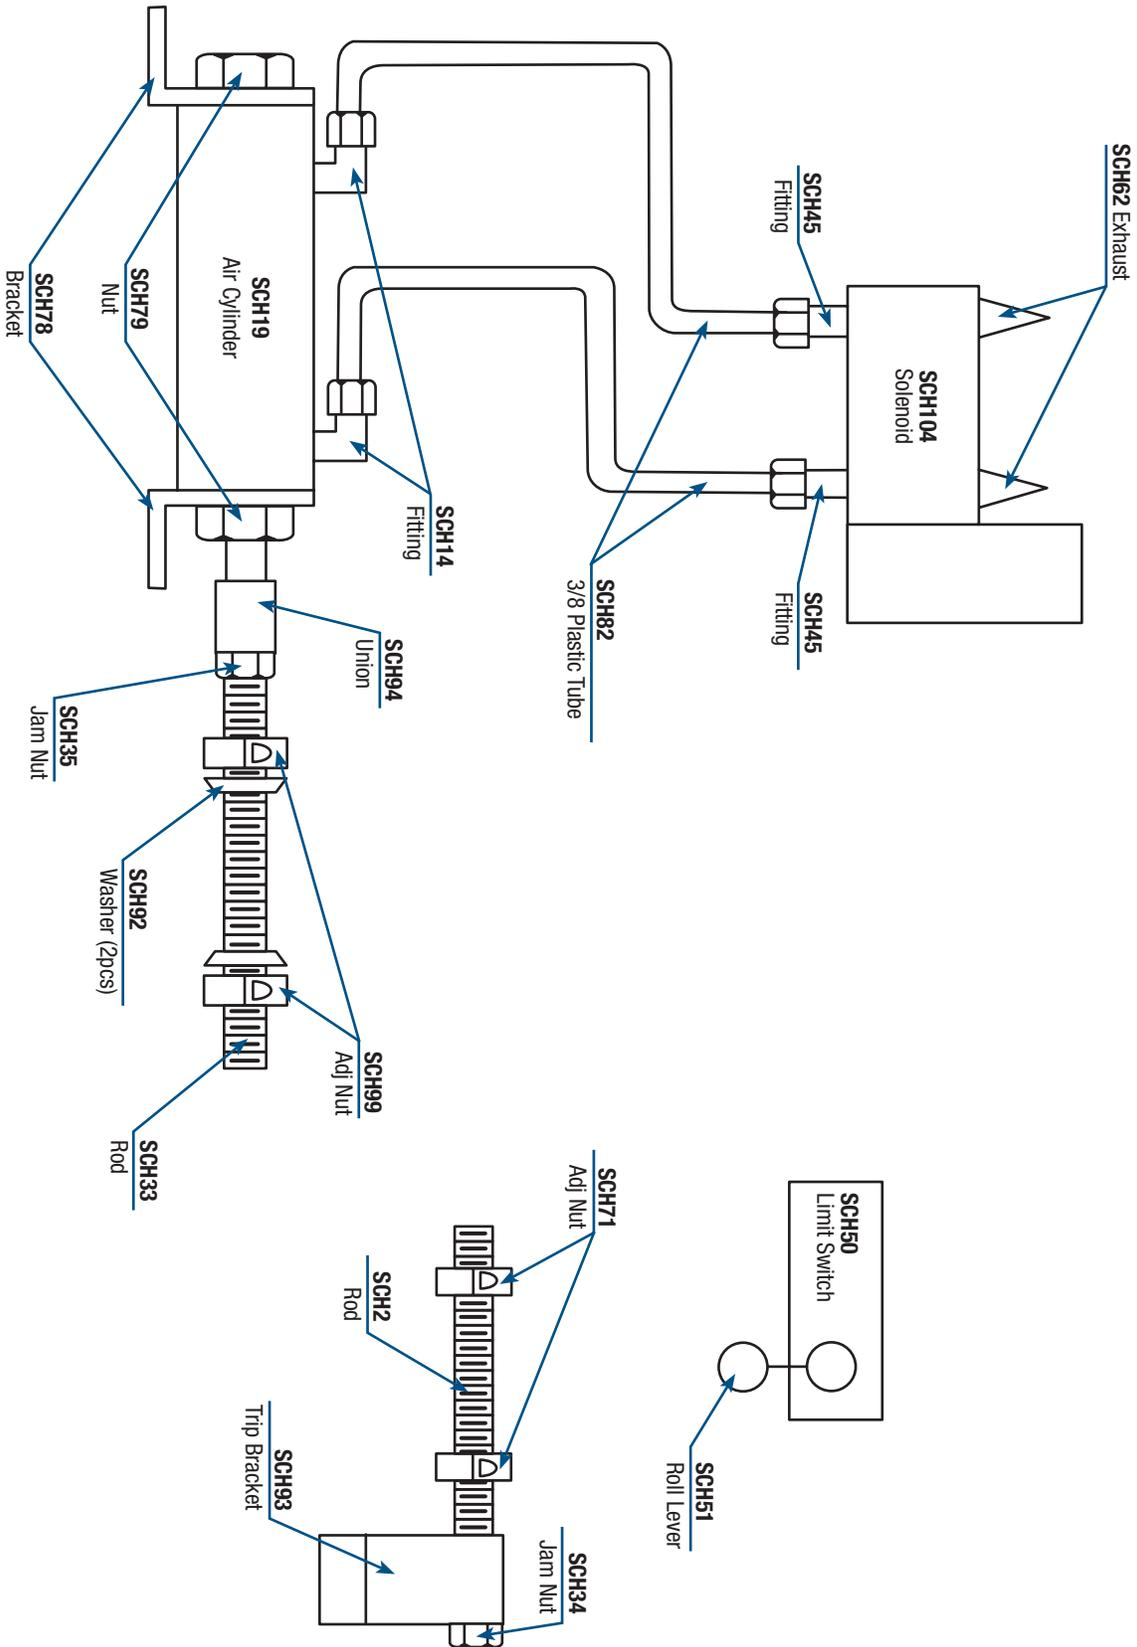 SCH62 Exhaust
SCH45
Fitting
SCH104
Solenoid
SCH45
Fitting
SCH82
3/8 Plastic Tube
SCH14
Fitting
SCH19
Air Cylinder
SCH79
Nut
SCH78
Bracket
SCH94
Union
SCH35
Jam Nut
SCH92
Washer (2pcs)
SCH99
Adj Nut
SCH33
Rod
SCH50
Limit Switch
SCH51
Roll Lever
SCH71
Adj Nut
SCH2
Rod
SCH93
Trip Bracket
SCH34
Jam Nut